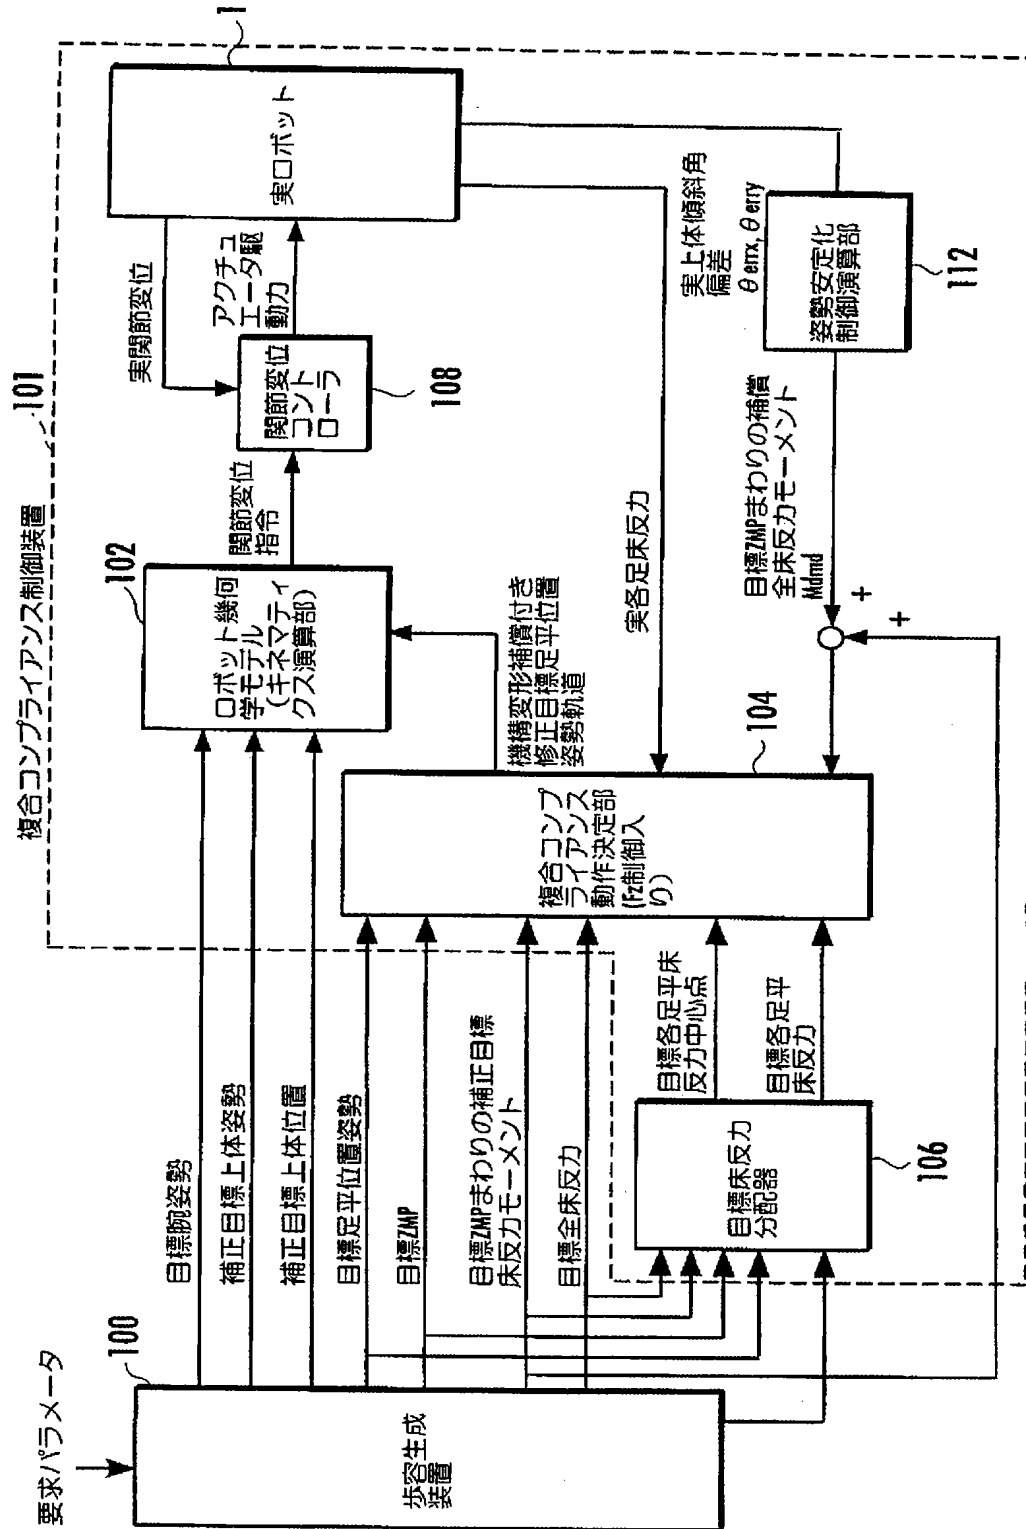 要求パラメータ
100
歩容生成
装置
目標腕姿勢
補正目標上体姿勢
補正目標上体位置
目標足平位置姿勢
目標ZMP
目標ZMPまわりの補正目標
床反力モーメント
目標全床反力
106
目標床反力
分配器
目標各足平床
反力中心点
目標各足平
床反力
複合コンプライアンス制御装置
101
102
ロボット幾何
学モデル
(キネマティ
クス演算部)
機構変形補償付き
修正目標足平位置
姿勢軌道
104
複合コンプ
ライアンス
動作決定部
(Fz制御入
り)
関節変位
指令
関節変位
コント
ローラ
108
実関節変位
アクチュ
エータ駆
動力
1
実ロボット
実各足床反力
実上体傾斜角
偏差
θerrx, θerry
姿勢安定化
制御演算部
112
目標ZMPまわりの補償
全床反力モーメント
Mdmd
+
+